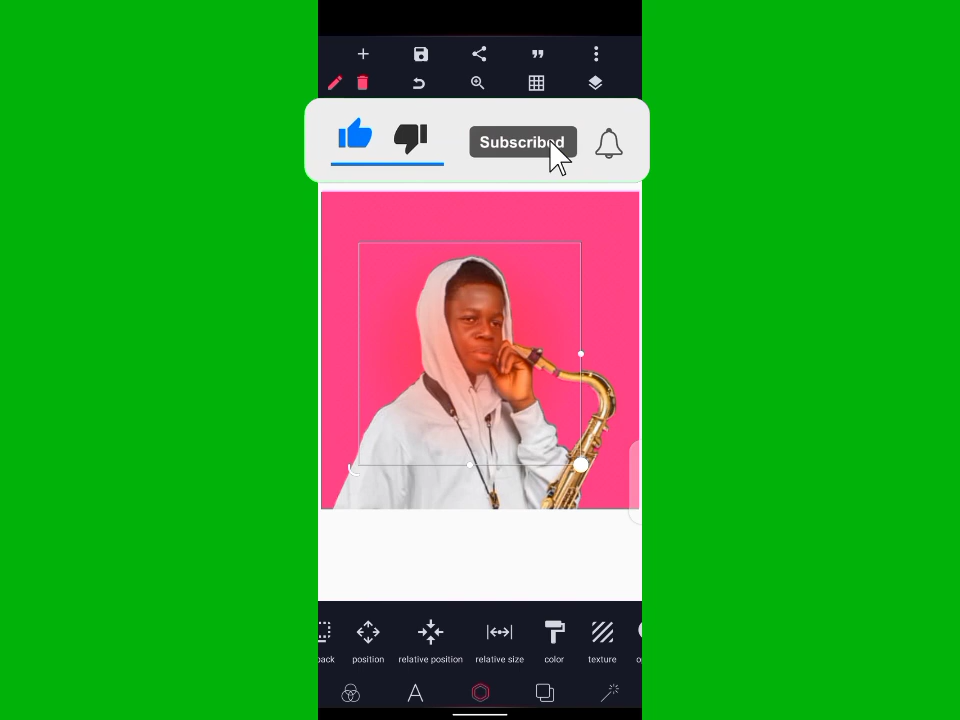 Subscribed
back
position
relative position
relative size
color
texture